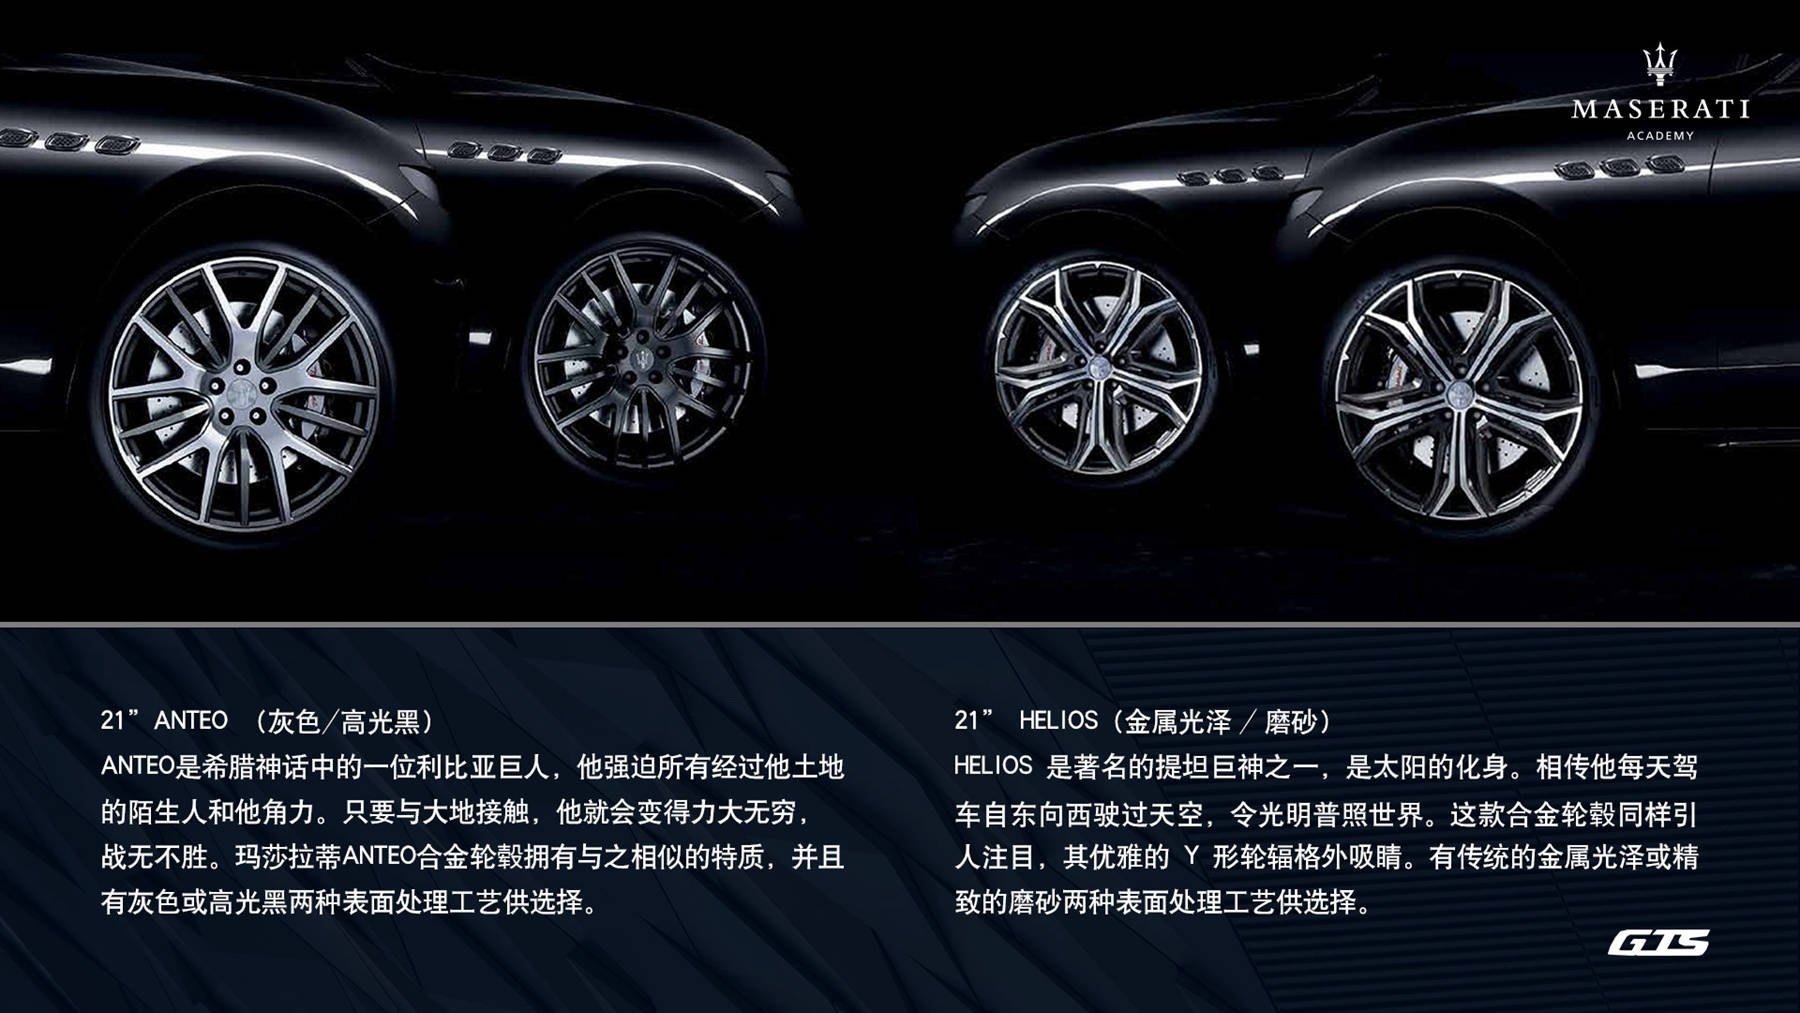 MASERATI
ACADEMY
21” ANTEO （灰色/高光黑）
ANTEO是希腊神话中的一位利比亚巨人，他强迫所有经过他土地
的陌生人和他角力。只要与大地接触，他就会变得力大无穷，
战无不胜。玛莎拉蒂ANTEO合金轮毂拥有与之相似的特质，并且
有灰色或高光黑两种表面处理工艺供选择。
21” HELIOS（金属光泽 / 磨砂）
HELIOS 是著名的提坦巨神之一，是太阳的化身。相传他每天驾
车自东向西驶过天空，令光明普照世界。这款合金轮毂同样引
人注目，其优雅的 Y 形轮辐格外吸睛。有传统的金属光泽或精
致的磨砂两种表面处理工艺供选择。
GTS